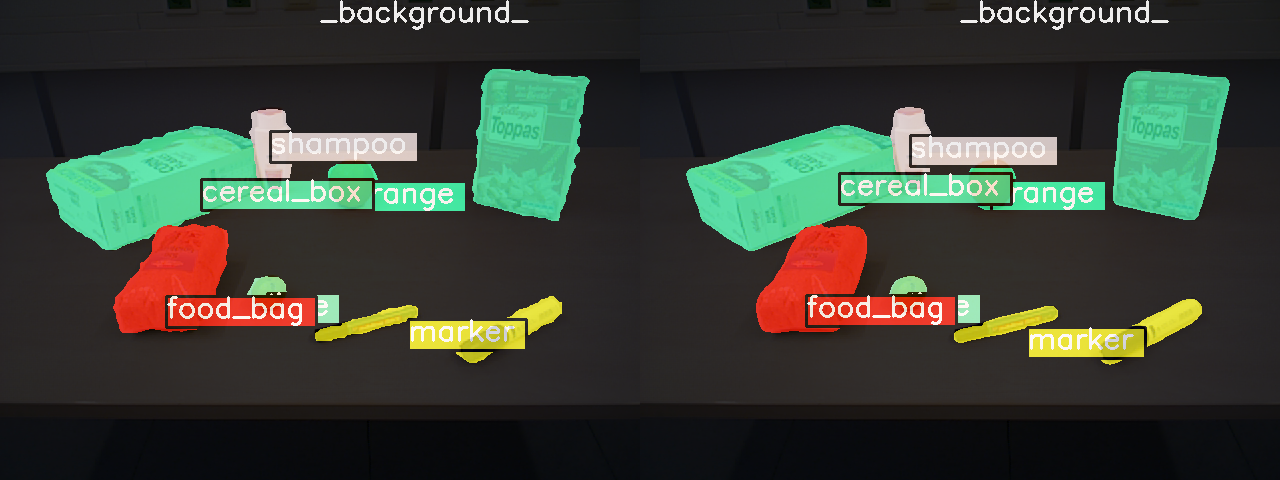 _background_
_background_
Toppas
shampoo
cereal_box
range
food_bag
e
marker
shampoo
Toppas
cereal_box
range
food_bag
e
marker